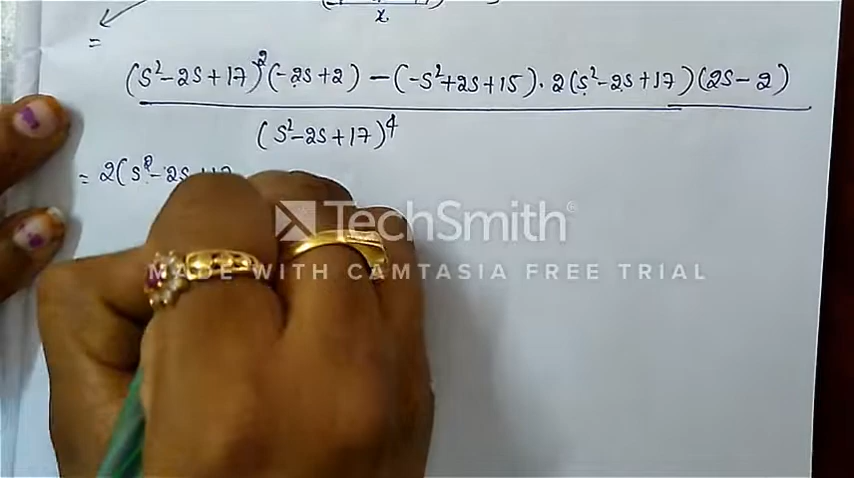 x
=
(s²-2s+17)²(-2s+2) - (-s²+2s+15)·2(s²-2s+17)(2s-2)
(s²-2s+17)⁴
= 2(s²-2s+17
TechSmith®
MADE WITH CAMTASIA FREE TRIAL